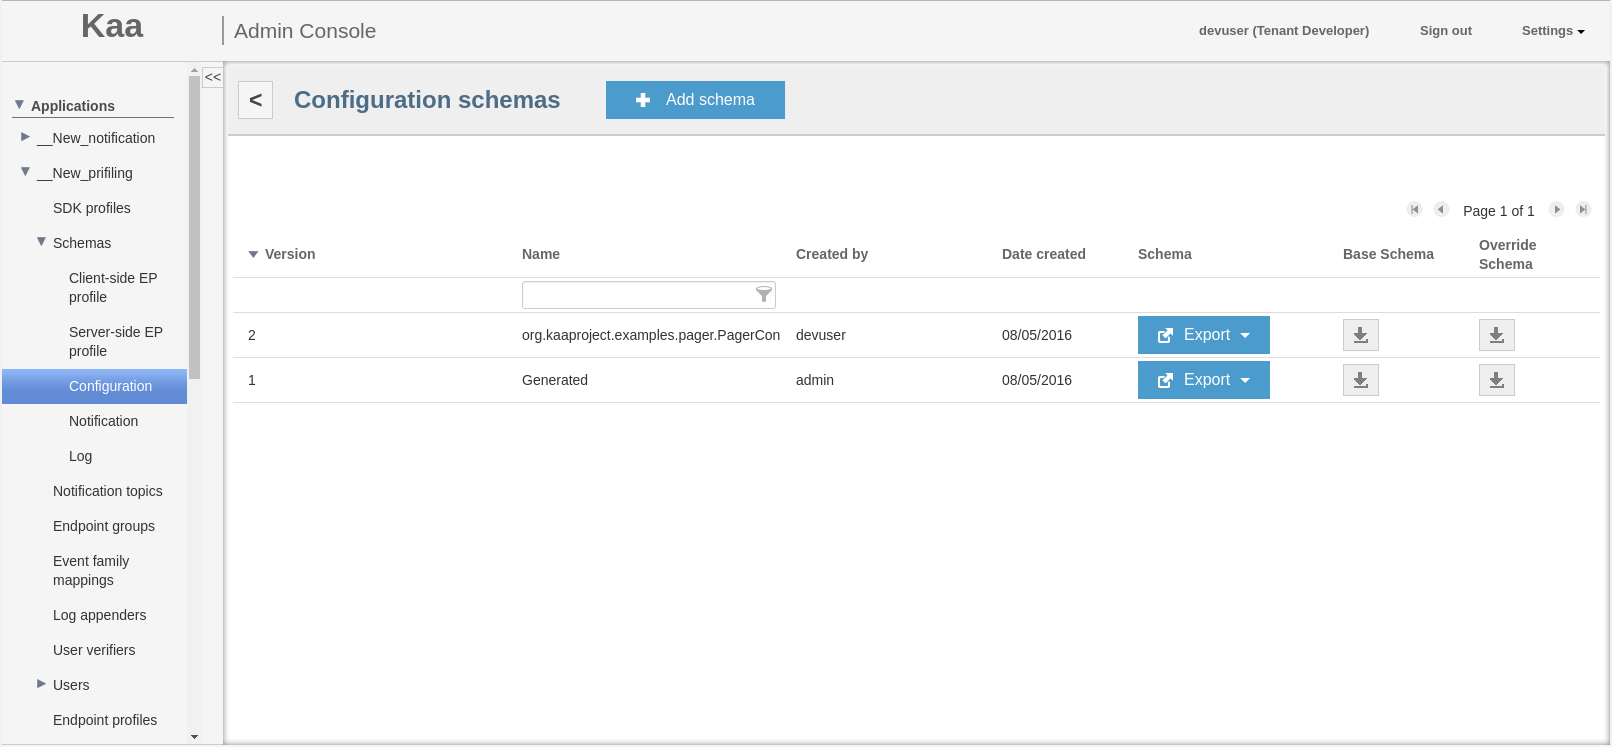 Kaa
Admin Console
devuser (Tenant Developer)
Sign out
Settings
<<
Applications
__New_notification
__New_prifiling
SDK profiles
Schemas
Client-side EP
profile
Server-side EP
profile
Configuration
Notification
Log
Notification topics
Endpoint groups
Event family
mappings
Log appenders
User verifiers
Users
Endpoint profiles
<
Configuration schemas
Add schema
Page 1 of 1
Version Name Created by Date created Schema Base Schema Override
Schema
2 org.kaaproject.examples.pager.PagerCon devuser 08/05/2016 Export
1 Generated admin 08/05/2016 Export